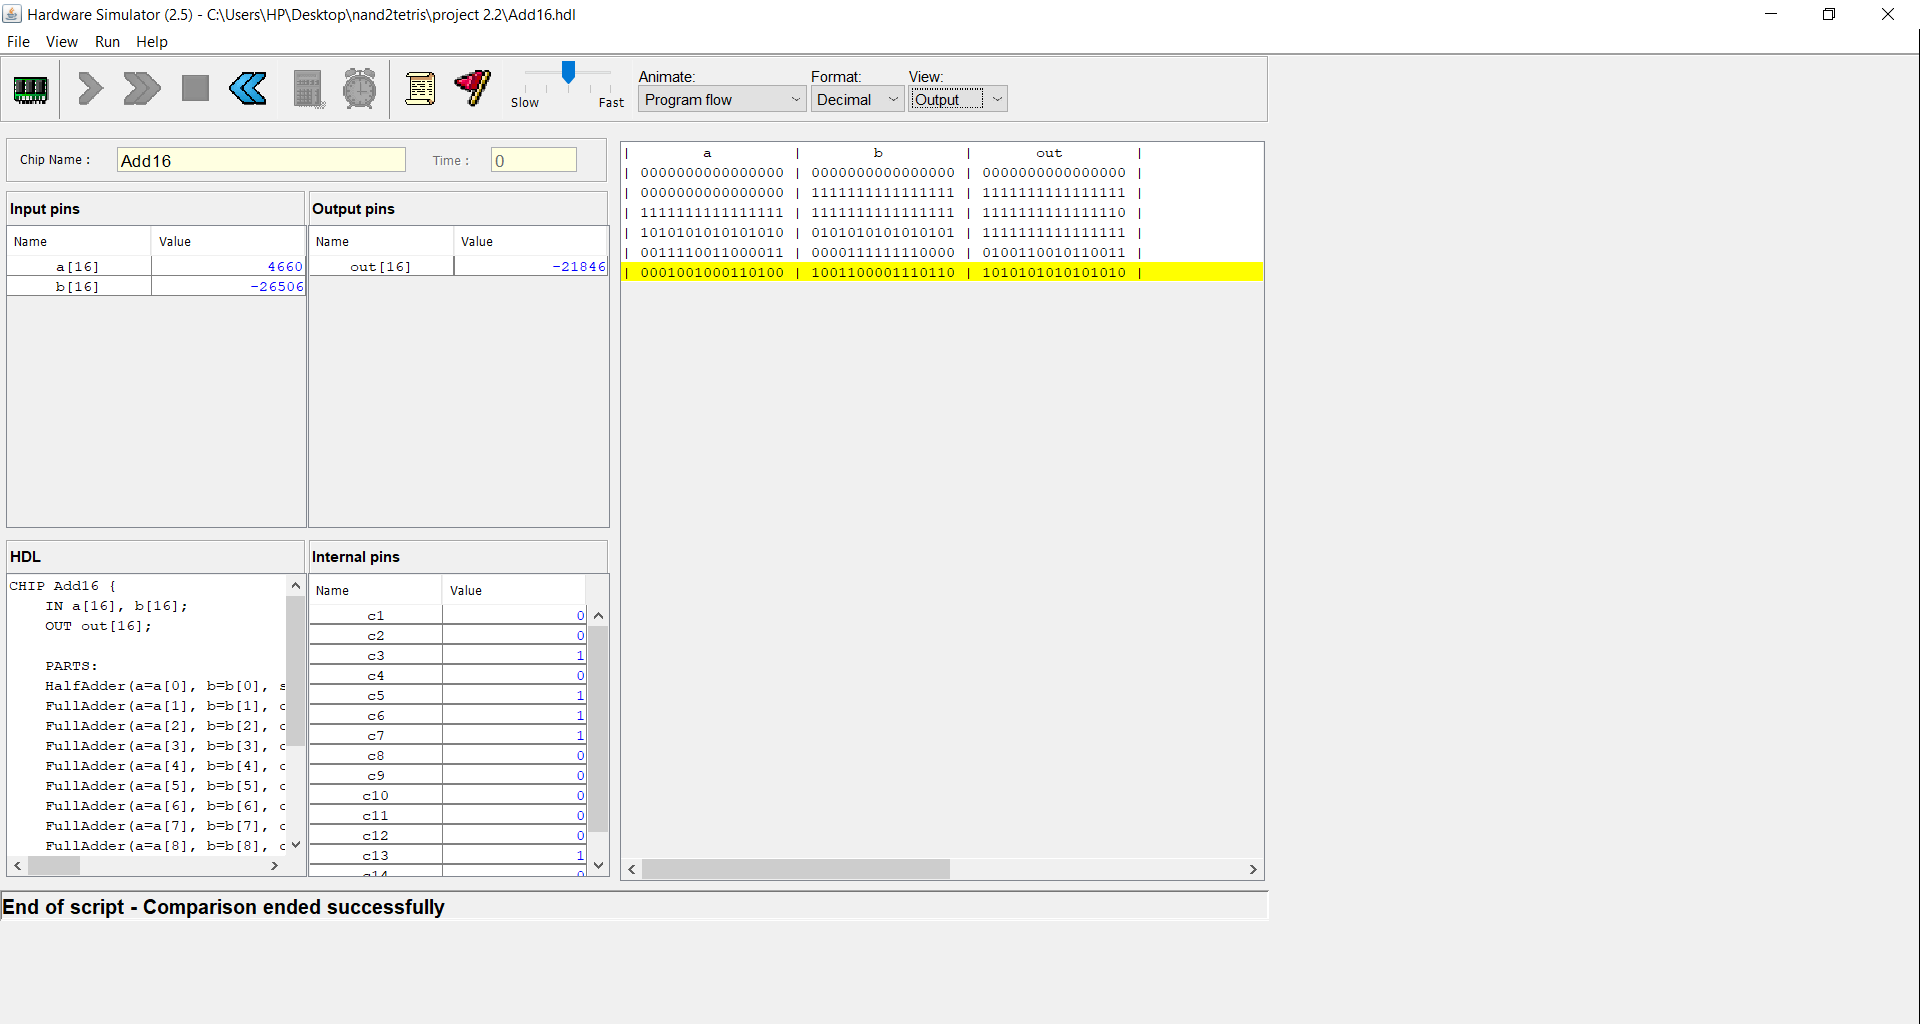 Hardware Simulator (2.5) - C:\Users\HP\Desktop\nand2tetris\project 2.2\Add16.hdl
File View Run Help
Slow Fast
Animate: Format: View:
Program flow Decimal Output
Chip Name : Add16 Time : 0
Input pins
Name Value
a[16] 4660
b[16] -26506
Output pins
Name Value
out[16] -21846
HDL
CHIP Add16 {
IN a[16], b[16];
OUT out[16];
PARTS:
HalfAdder(a=a[0], b=b[0], s
FullAdder(a=a[1], b=b[1], c
FullAdder(a=a[2], b=b[2], c
FullAdder(a=a[3], b=b[3], c
FullAdder(a=a[4], b=b[4], c
FullAdder(a=a[5], b=b[5], c
FullAdder(a=a[6], b=b[6], c
FullAdder(a=a[7], b=b[7], c
FullAdder(a=a[8], b=b[8], c
Internal pins
Name Value
c1 0
c2 0
c3 1
c4 0
c5 1
c6 1
c7 1
c8 0
c9 0
c10 0
c11 0
c12 0
c13 1
c14 0
| a | b | out |
| 0000000000000000 | 0000000000000000 | 0000000000000000 |
| 0000000000000000 | 1111111111111111 | 1111111111111111 |
| 1111111111111111 | 1111111111111111 | 1111111111111110 |
| 1010101010101010 | 0101010101010101 | 1111111111111111 |
| 0011110011000011 | 0000111111110000 | 0100110010110011 |
| 0001001000110100 | 1001100001110110 | 1010101010101010 |
End of script - Comparison ended successfully